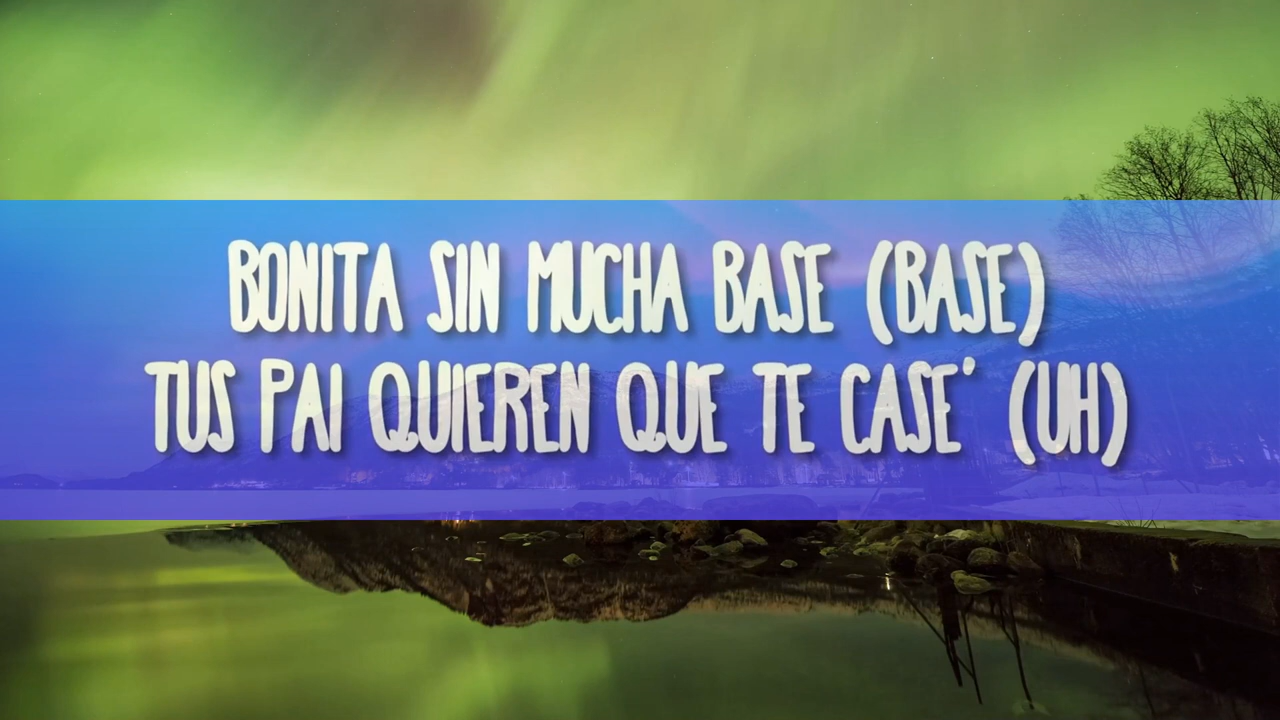 BONITA SIN MUCHA BASE (BASE)
TUS PAI QUIEREN QUE TE CASE' (UH)